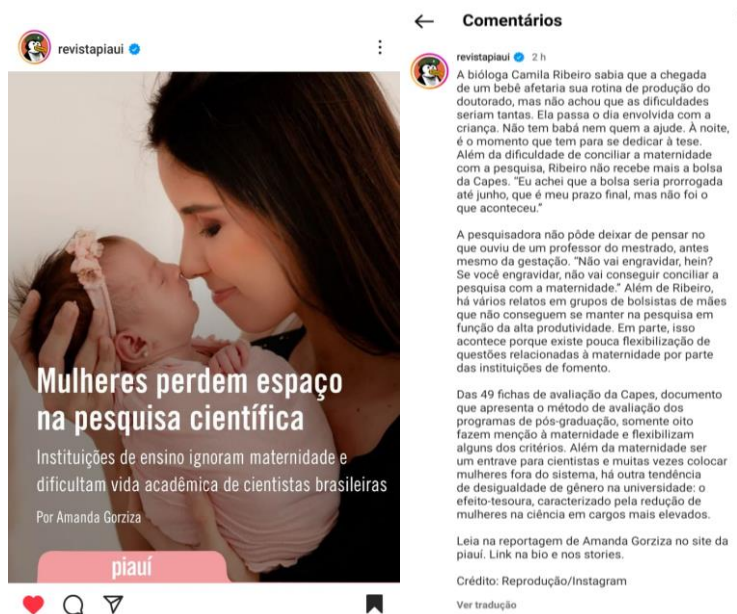 revistapiaui
Mulheres perdem espaço
na pesquisa científica
Instituições de ensino ignoram maternidade e
dificultam vida acadêmica de cientistas brasileiras
Por Amanda Gorziza
piauí
Comentários
revistapiaui 2 h
A bióloga Camila Ribeiro sabia que a chegada
de um bebê afetaria sua rotina de produção do
doutorado, mas não achou que as dificuldades
seriam tantas. Ela passa o dia envolvida com a
criança. Não tem babá nem quem a ajude. À noite,
é o momento que tem para se dedicar à tese.
Além da dificuldade de conciliar a maternidade
com a pesquisa, Ribeiro não recebe mais a bolsa
da Capes. “Eu achei que a bolsa seria prorrogada
até junho, que é meu prazo final, mas não foi o
que aconteceu.”
A pesquisadora não pôde deixar de pensar no
que ouviu de um professor do mestrado, antes
mesmo da gestação. “Não vai engravidar, hein?
Se você engravidar, não vai conseguir conciliar a
pesquisa com a maternidade.” Além de Ribeiro,
há vários relatos em grupos de bolsistas de mães
que não conseguem se manter na pesquisa em
função da alta produtividade. Em parte, isso
acontece porque existe pouca flexibilização de
questões relacionadas à maternidade por parte
das instituições de fomento.
Das 49 fichas de avaliação da Capes, documento
que apresenta o método de avaliação dos
programas de pós-graduação, somente oito
fazem menção à maternidade e flexibilizam
alguns dos critérios. Além da maternidade ser
um entrave para cientistas e muitas vezes colocar
mulheres fora do sistema, há outra tendência
de desigualdade de gênero na universidade: o
efeito-tesoura, caracterizado pela redução de
mulheres na ciência em cargos mais elevados.
Leia na reportagem de Amanda Gorziza no site da
piauí. Link na bio e nos stories.
Crédito: Reprodução/Instagram
Ver tradução